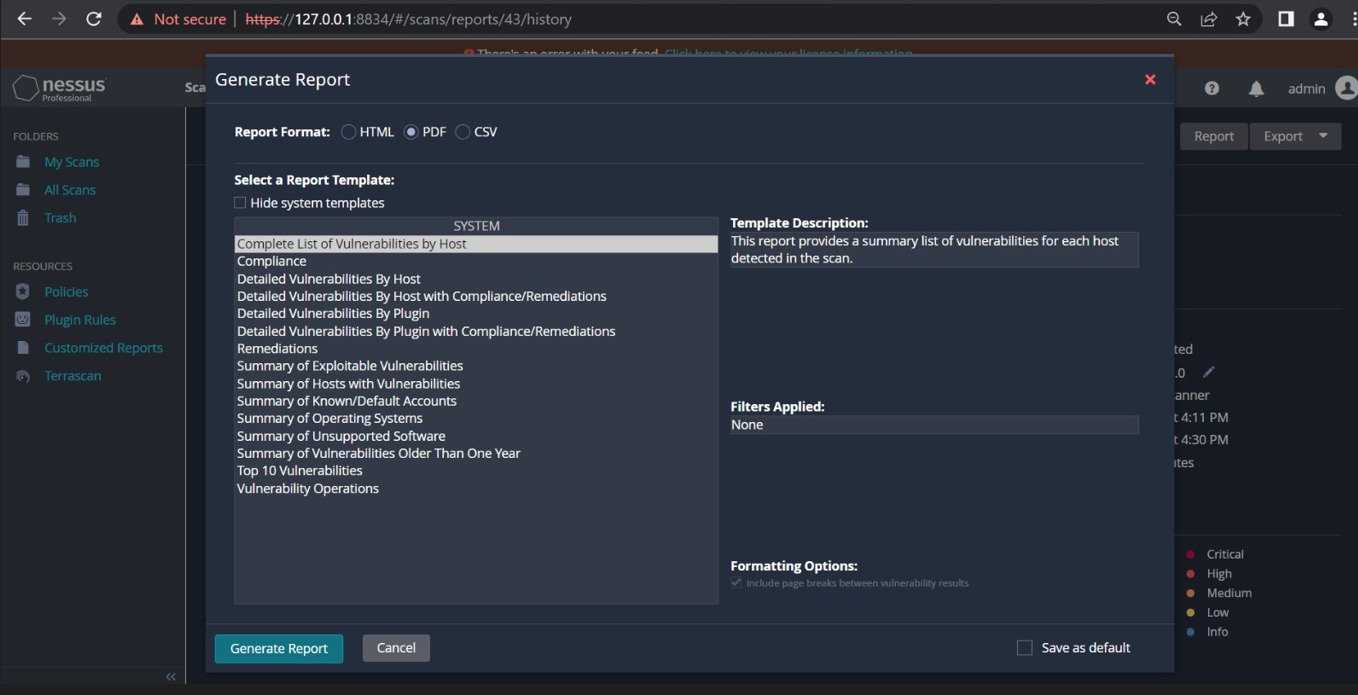 Not secure https://127.0.0.1:8834/#/scans/reports/43/history
There's an error with your feed. Click here to view your license information.
nessus
Professional
Sca
admin
FOLDERS
My Scans
All Scans
Trash
RESOURCES
Policies
Plugin Rules
Customized Reports
Terrascan
Generate Report
Report Format: HTML PDF CSV
Select a Report Template:
Hide system templates
SYSTEM
Complete List of Vulnerabilities by Host
Compliance
Detailed Vulnerabilities By Host
Detailed Vulnerabilities By Host with Compliance/Remediations
Detailed Vulnerabilities By Plugin
Detailed Vulnerabilities By Plugin with Compliance/Remediations
Remediations
Summary of Exploitable Vulnerabilities
Summary of Hosts with Vulnerabilities
Summary of Known/Default Accounts
Summary of Operating Systems
Summary of Unsupported Software
Summary of Vulnerabilities Older Than One Year
Top 10 Vulnerabilities
Vulnerability Operations
Template Description:
This report provides a summary list of vulnerabilities for each host
detected in the scan.
Filters Applied:
None
Formatting Options:
Include page breaks between vulnerability results
Generate Report Cancel Save as default
Report Export
ted
.0
anner
t 4:11 PM
t 4:30 PM
tes
Critical
High
Medium
Low
Info